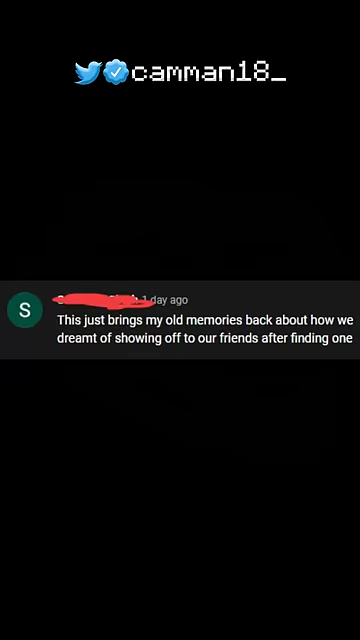 camman18_
S
1 day ago
This just brings my old memories back about how we
dreamt of showing off to our friends after finding one